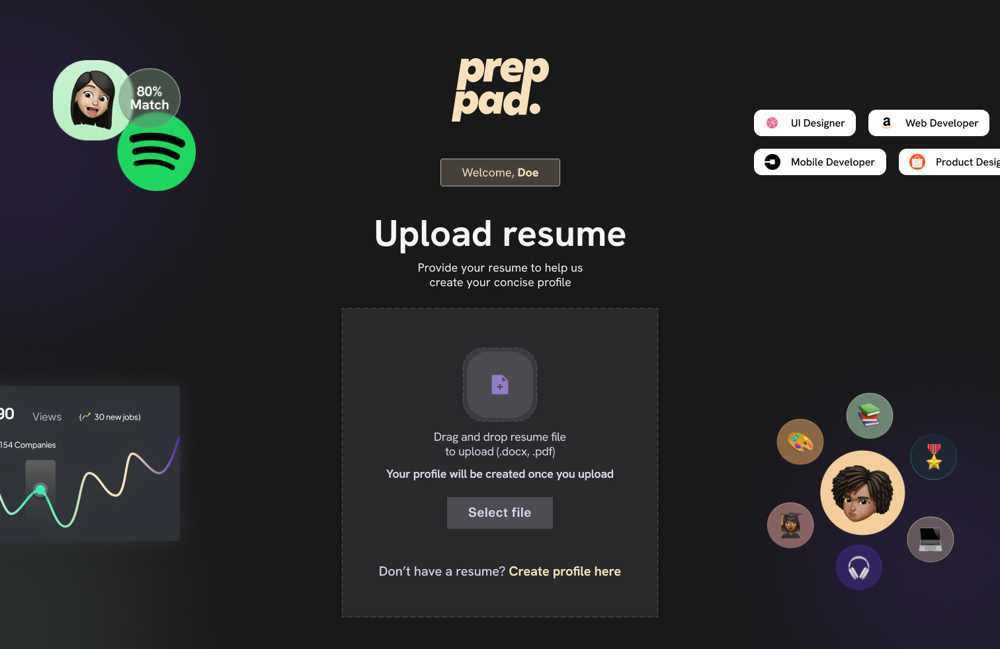 prep
pad.
80%
Match
UI Designer
a
Web Developer
Mobile Developer
S
Product Desig
Welcome, Doe
Upload resume
Provide your resume to help us
create your concise profile
90
Views
(30 new jobs)
154 Companies
Drag and drop resume file
to upload (.docx, .pdf)
Your profile will be created once you upload
Select file
Don’t have a resume? Create profile here